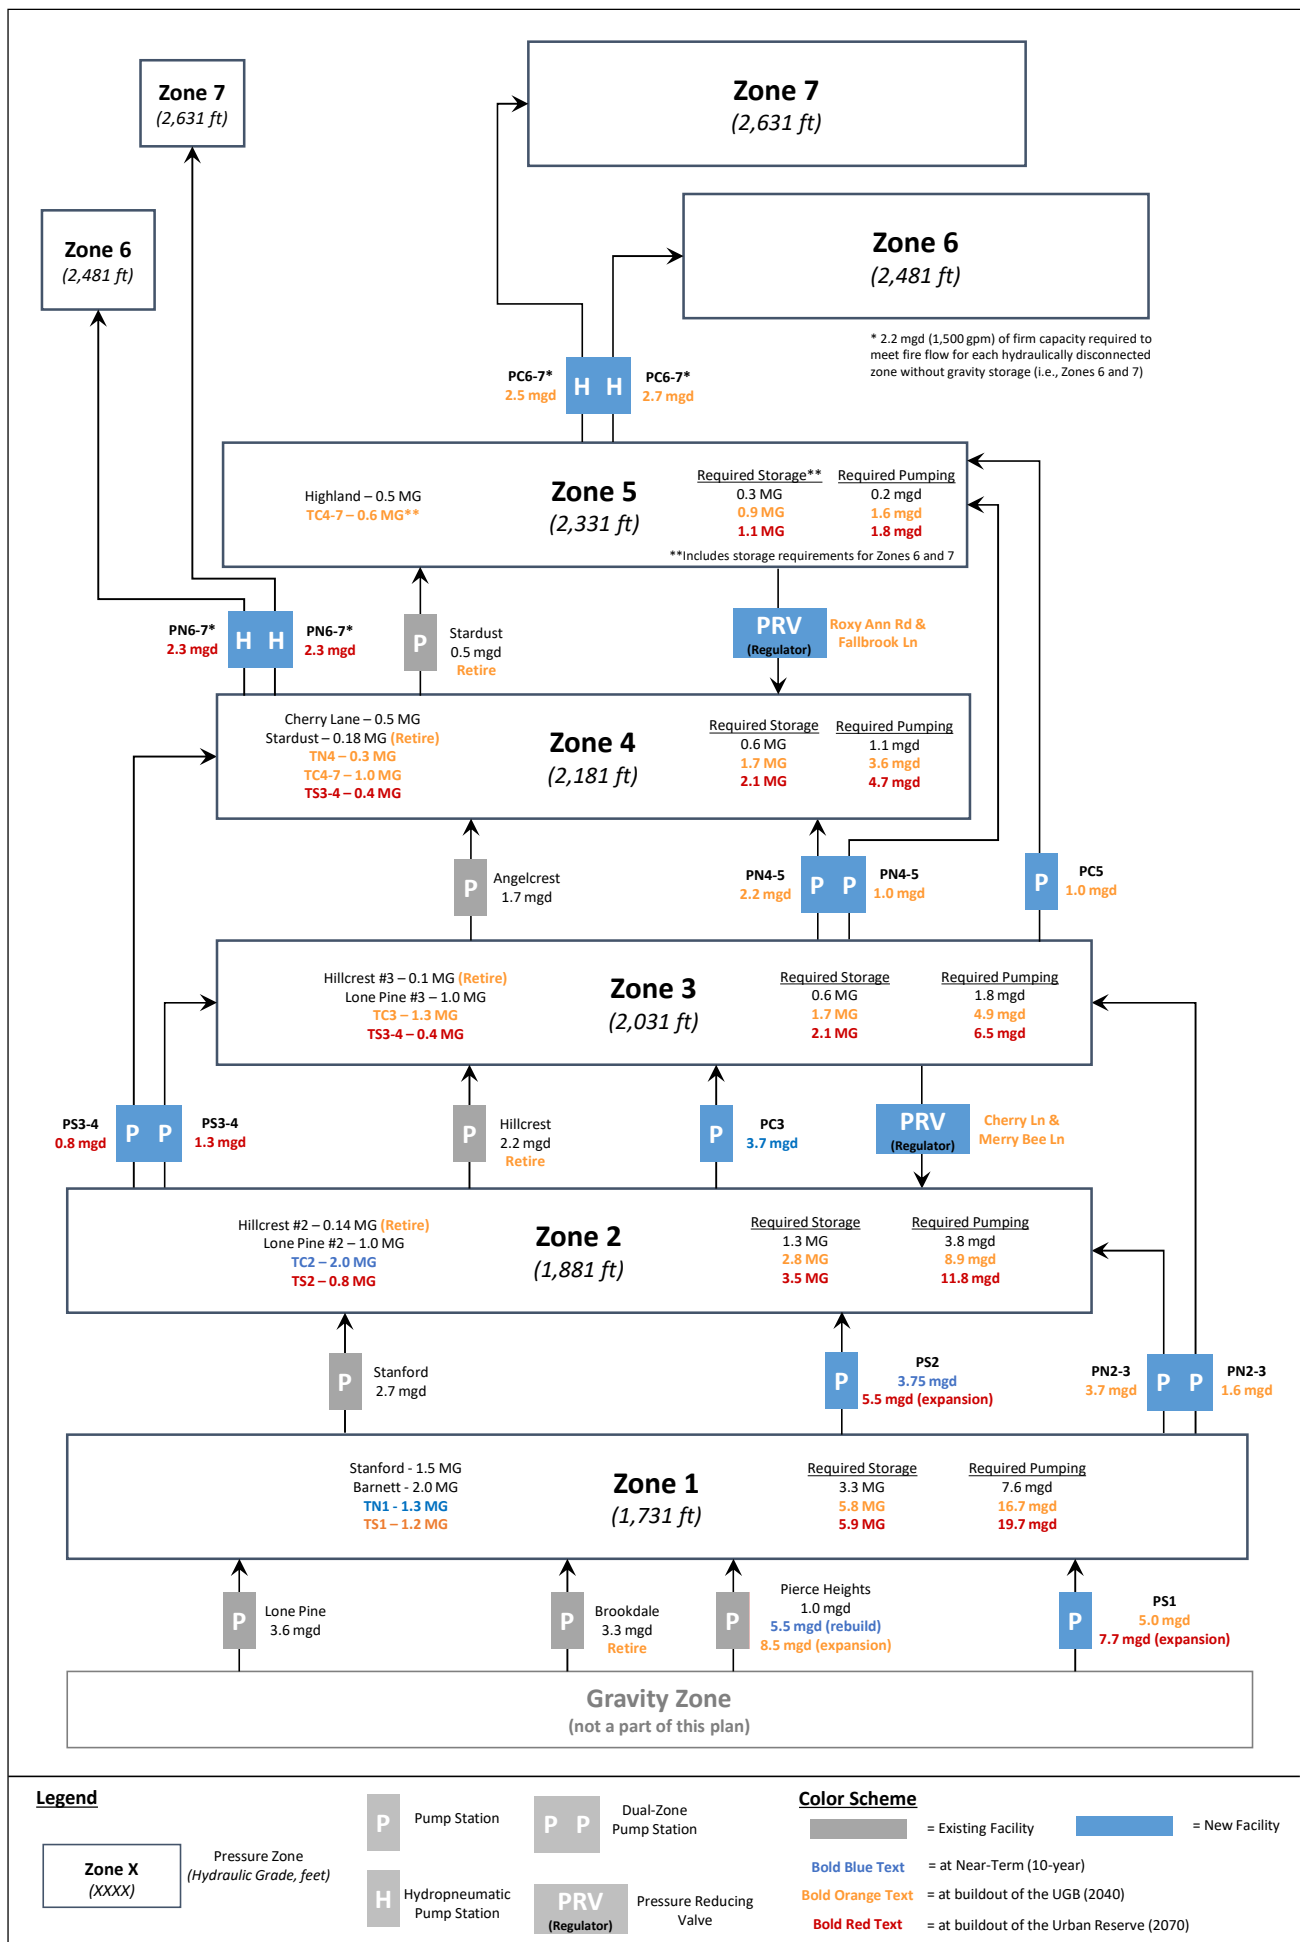 Zone 7
(2,631 ft)
Zone 7
(2,631 ft)
Zone 6
(2,481 ft)
Zone 6
(2,481 ft)
* 2.2 mgd (1,500 gpm) of firm capacity required to
meet fire flow for each hydraulically disconnected
zone without gravity storage (i.e., Zones 6 and 7)
PC6-7*
2.5 mgd
H H
PC6-7*
2.7 mgd
Highland – 0.5 MG
TC4-7 – 0.6 MG**
Zone 5
(2,331 ft)
Required Storage**
0.3 MG
0.9 MG
1.1 MG
Required Pumping
0.2 mgd
1.6 mgd
1.8 mgd
**Includes storage requirements for Zones 6 and 7
PN6-7*
2.3 mgd
H H
PN6-7*
2.3 mgd
P
Stardust
0.5 mgd
Retire
PRV
(Regulator)
Roxy Ann Rd &
Fallbrook Ln
Cherry Lane – 0.5 MG
Stardust – 0.18 MG (Retire)
TN4 – 0.3 MG
TC4-7 – 1.0 MG
TS3-4 – 0.4 MG
Zone 4
(2,181 ft)
Required Storage
0.6 MG
1.7 MG
2.1 MG
Required Pumping
1.1 mgd
3.6 mgd
4.7 mgd
P
Angelcrest
1.7 mgd
PN4-5
2.2 mgd
P P
PN4-5
1.0 mgd
P
PC5
1.0 mgd
Hillcrest #3 – 0.1 MG (Retire)
Lone Pine #3 – 1.0 MG
TC3 – 1.3 MG
TS3-4 – 0.4 MG
Zone 3
(2,031 ft)
Required Storage
0.6 MG
1.7 MG
2.1 MG
Required Pumping
1.8 mgd
4.9 mgd
6.5 mgd
PS3-4
0.8 mgd
P P
PS3-4
1.3 mgd
P
Hillcrest
2.2 mgd
Retire
P
PC3
3.7 mgd
PRV
(Regulator)
Cherry Ln &
Merry Bee Ln
Hillcrest #2 – 0.14 MG (Retire)
Lone Pine #2 – 1.0 MG
TC2 – 2.0 MG
TS2 – 0.8 MG
Zone 2
(1,881 ft)
Required Storage
1.3 MG
2.8 MG
3.5 MG
Required Pumping
3.8 mgd
8.9 mgd
11.8 mgd
P
Stanford
2.7 mgd
P
PS2
3.75 mgd
5.5 mgd (expansion)
PN2-3
3.7 mgd
P P
PN2-3
1.6 mgd
Stanford - 1.5 MG
Barnett - 2.0 MG
TN1 - 1.3 MG
TS1 – 1.2 MG
Zone 1
(1,731 ft)
Required Storage
3.3 MG
5.8 MG
5.9 MG
Required Pumping
7.6 mgd
16.7 mgd
19.7 mgd
P
Lone Pine
3.6 mgd
P
Brookdale
3.3 mgd
Retire
P
Pierce Heights
1.0 mgd
5.5 mgd (rebuild)
8.5 mgd (expansion)
P
PS1
5.0 mgd
7.7 mgd (expansion)
Gravity Zone
(not a part of this plan)
Legend
Zone X
(XXXX)
Pressure Zone
(Hydraulic Grade, feet)
P
Pump Station
H
Hydropneumatic
Pump Station
P P
Dual-Zone
Pump Station
PRV
(Regulator)
Pressure Reducing
Valve
Color Scheme
= Existing Facility
= New Facility
Bold Blue Text = at Near-Term (10-year)
Bold Orange Text = at buildout of the UGB (2040)
Bold Red Text = at buildout of the Urban Reserve (2070)